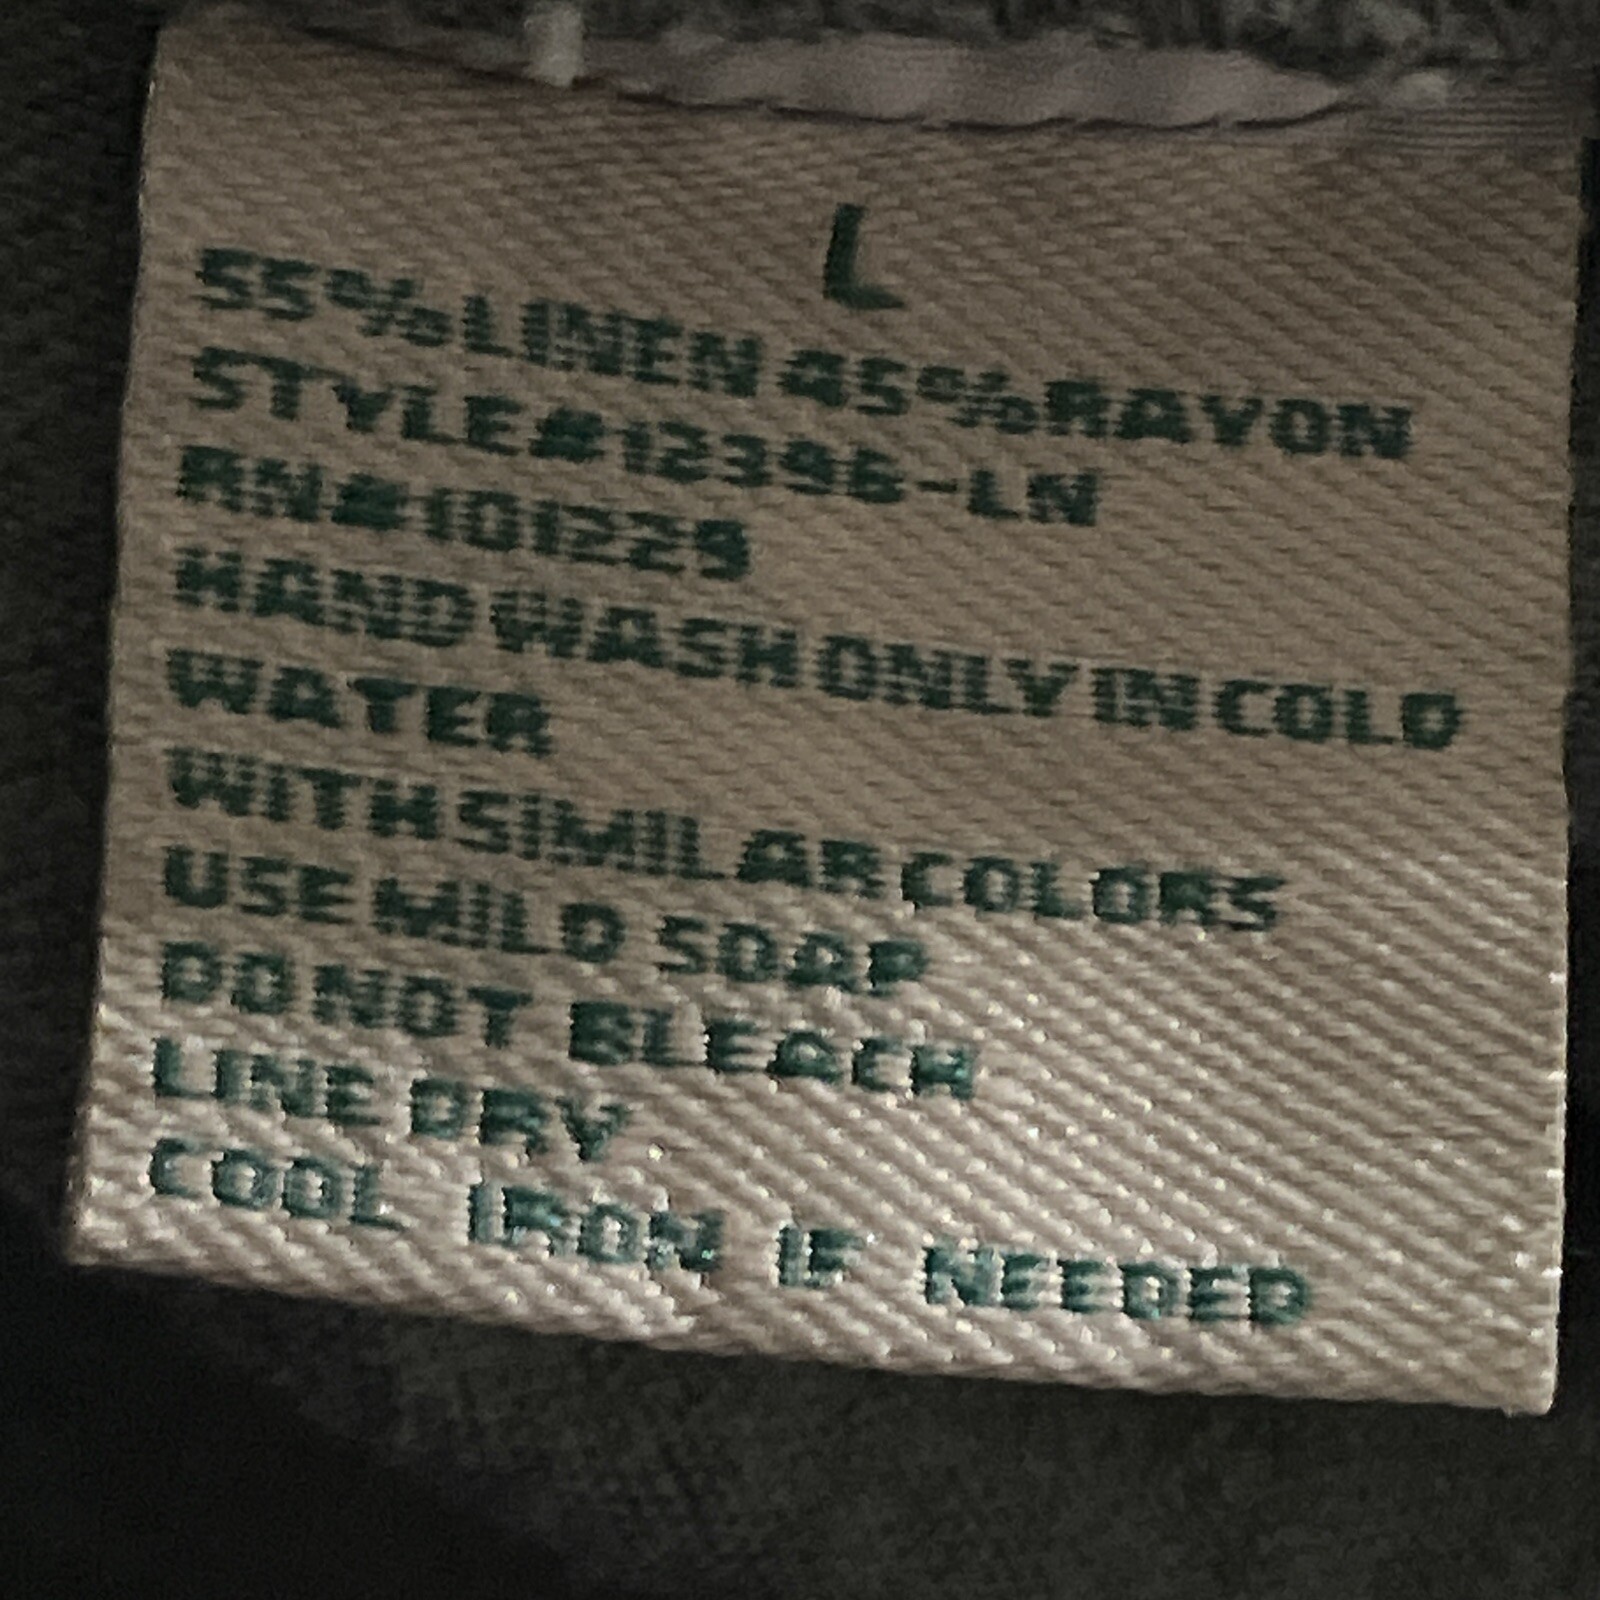 L
55% LINEN 45% RAYON
STYLE#12396-LN
RN#101229
HAND WASH ONLY IN COLD
WATER
WITH SIMILAR COLORS
USE MILD SOAP
DO NOT BLEACH
LINE DRY
COOL IRON IF NEEDED